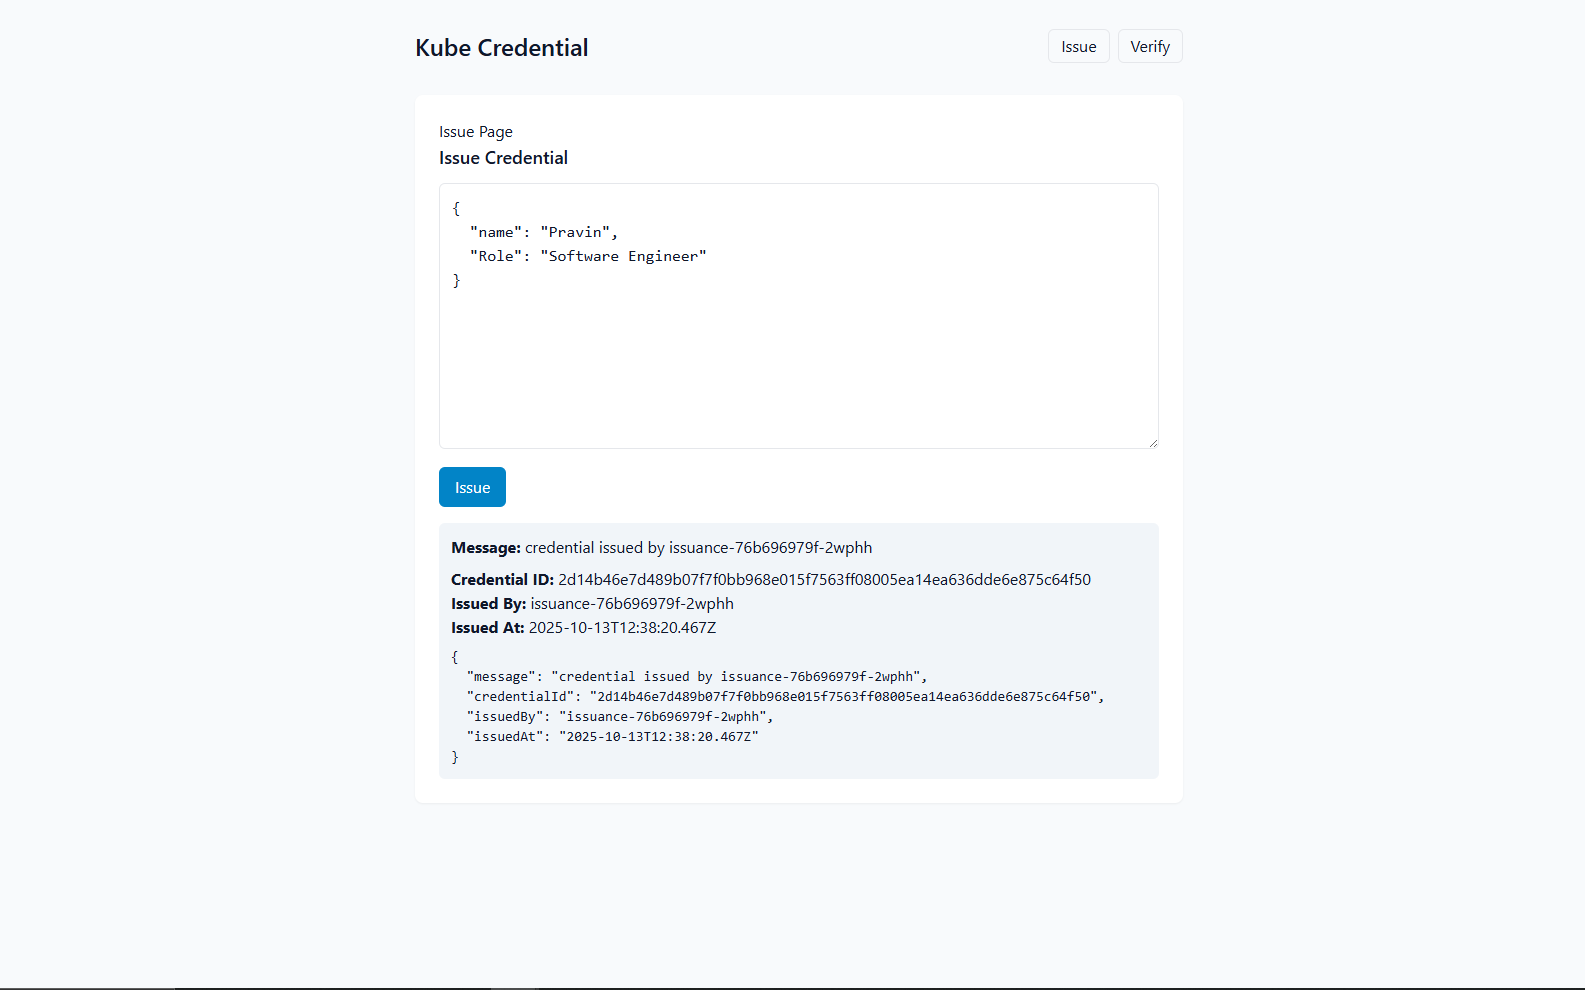 Kube Credential
Issue
Verify
Issue Page
Issue Credential
{
  "name": "Pravin",
  "Role": "Software Engineer"
}
Issue
Message: credential issued by issuance-76b696979f-2wphh
Credential ID: 2d14b46e7d489b07f7f0bb968e015f7563ff08005ea14ea636dde6e875c64f50
Issued By: issuance-76b696979f-2wphh
Issued At: 2025-10-13T12:38:20.467Z
{
  "message": "credential issued by issuance-76b696979f-2wphh",
  "credentialId": "2d14b46e7d489b07f7f0bb968e015f7563ff08005ea14ea636dde6e875c64f50",
  "issuedBy": "issuance-76b696979f-2wphh",
  "issuedAt": "2025-10-13T12:38:20.467Z"
}